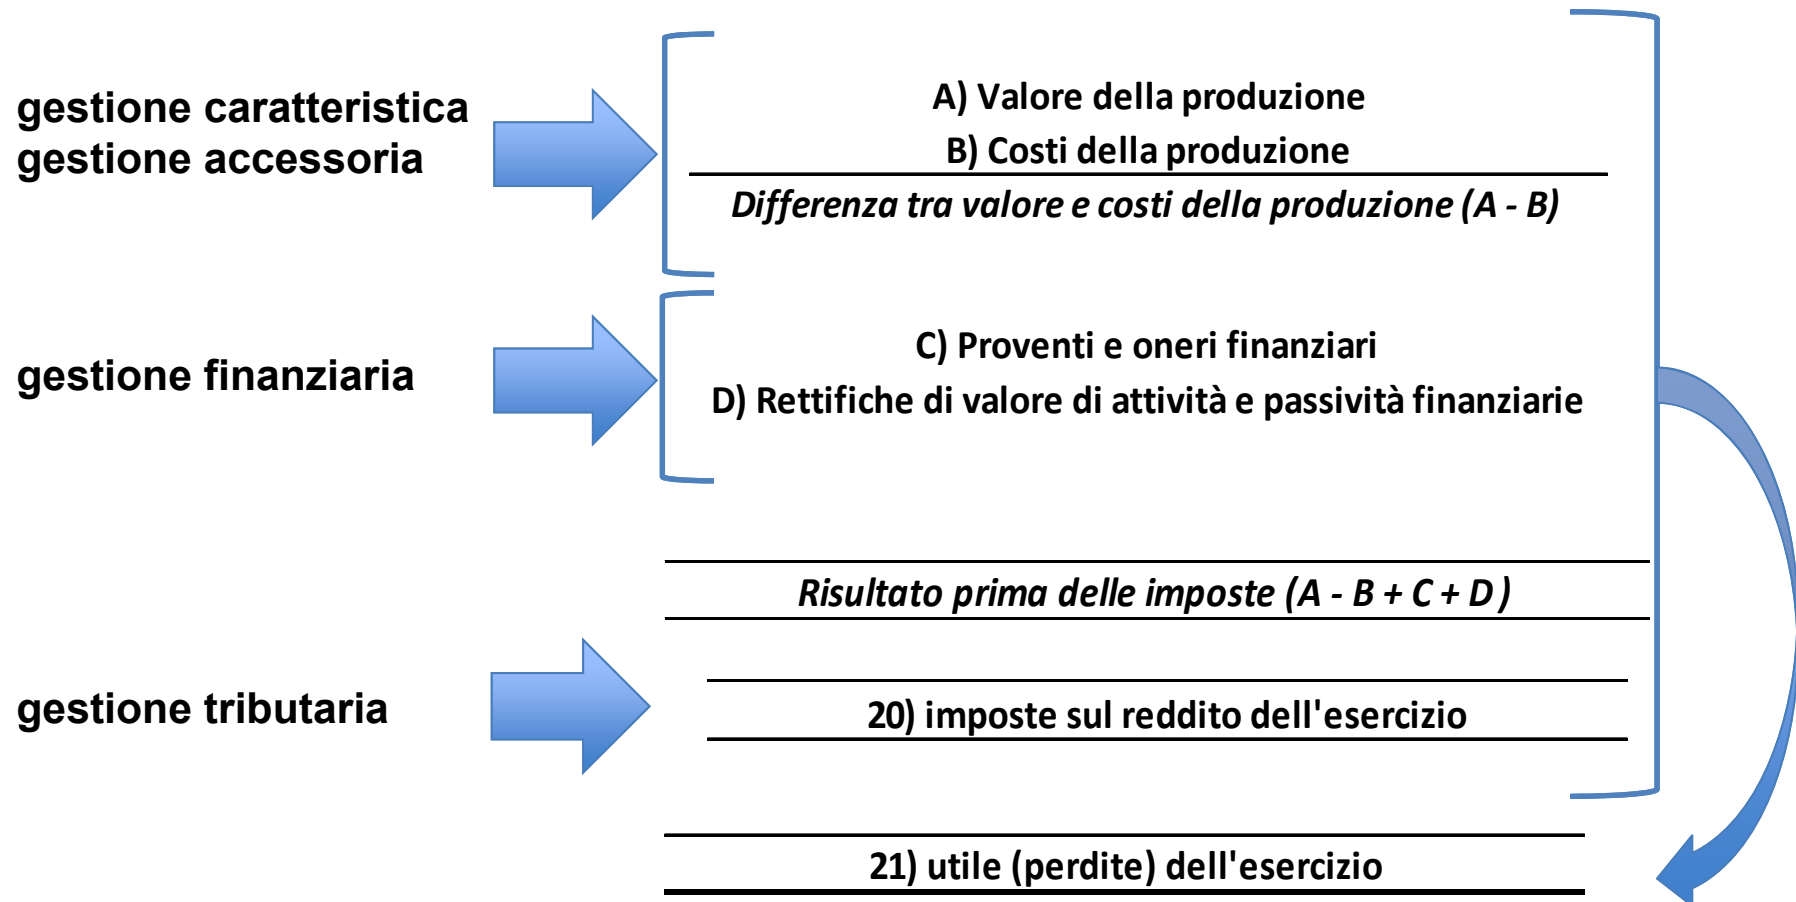 gestione caratteristica
gestione accessoria
A) Valore della produzione
B) Costi della produzione
Differenza tra valore e costi della produzione (A - B)
gestione finanziaria
C) Proventi e oneri finanziari
D) Rettifiche di valore di attività e passività finanziarie
Risultato prima delle imposte (A - B + C + D )
gestione tributaria
20) imposte sul reddito dell'esercizio
21) utile (perdite) dell'esercizio